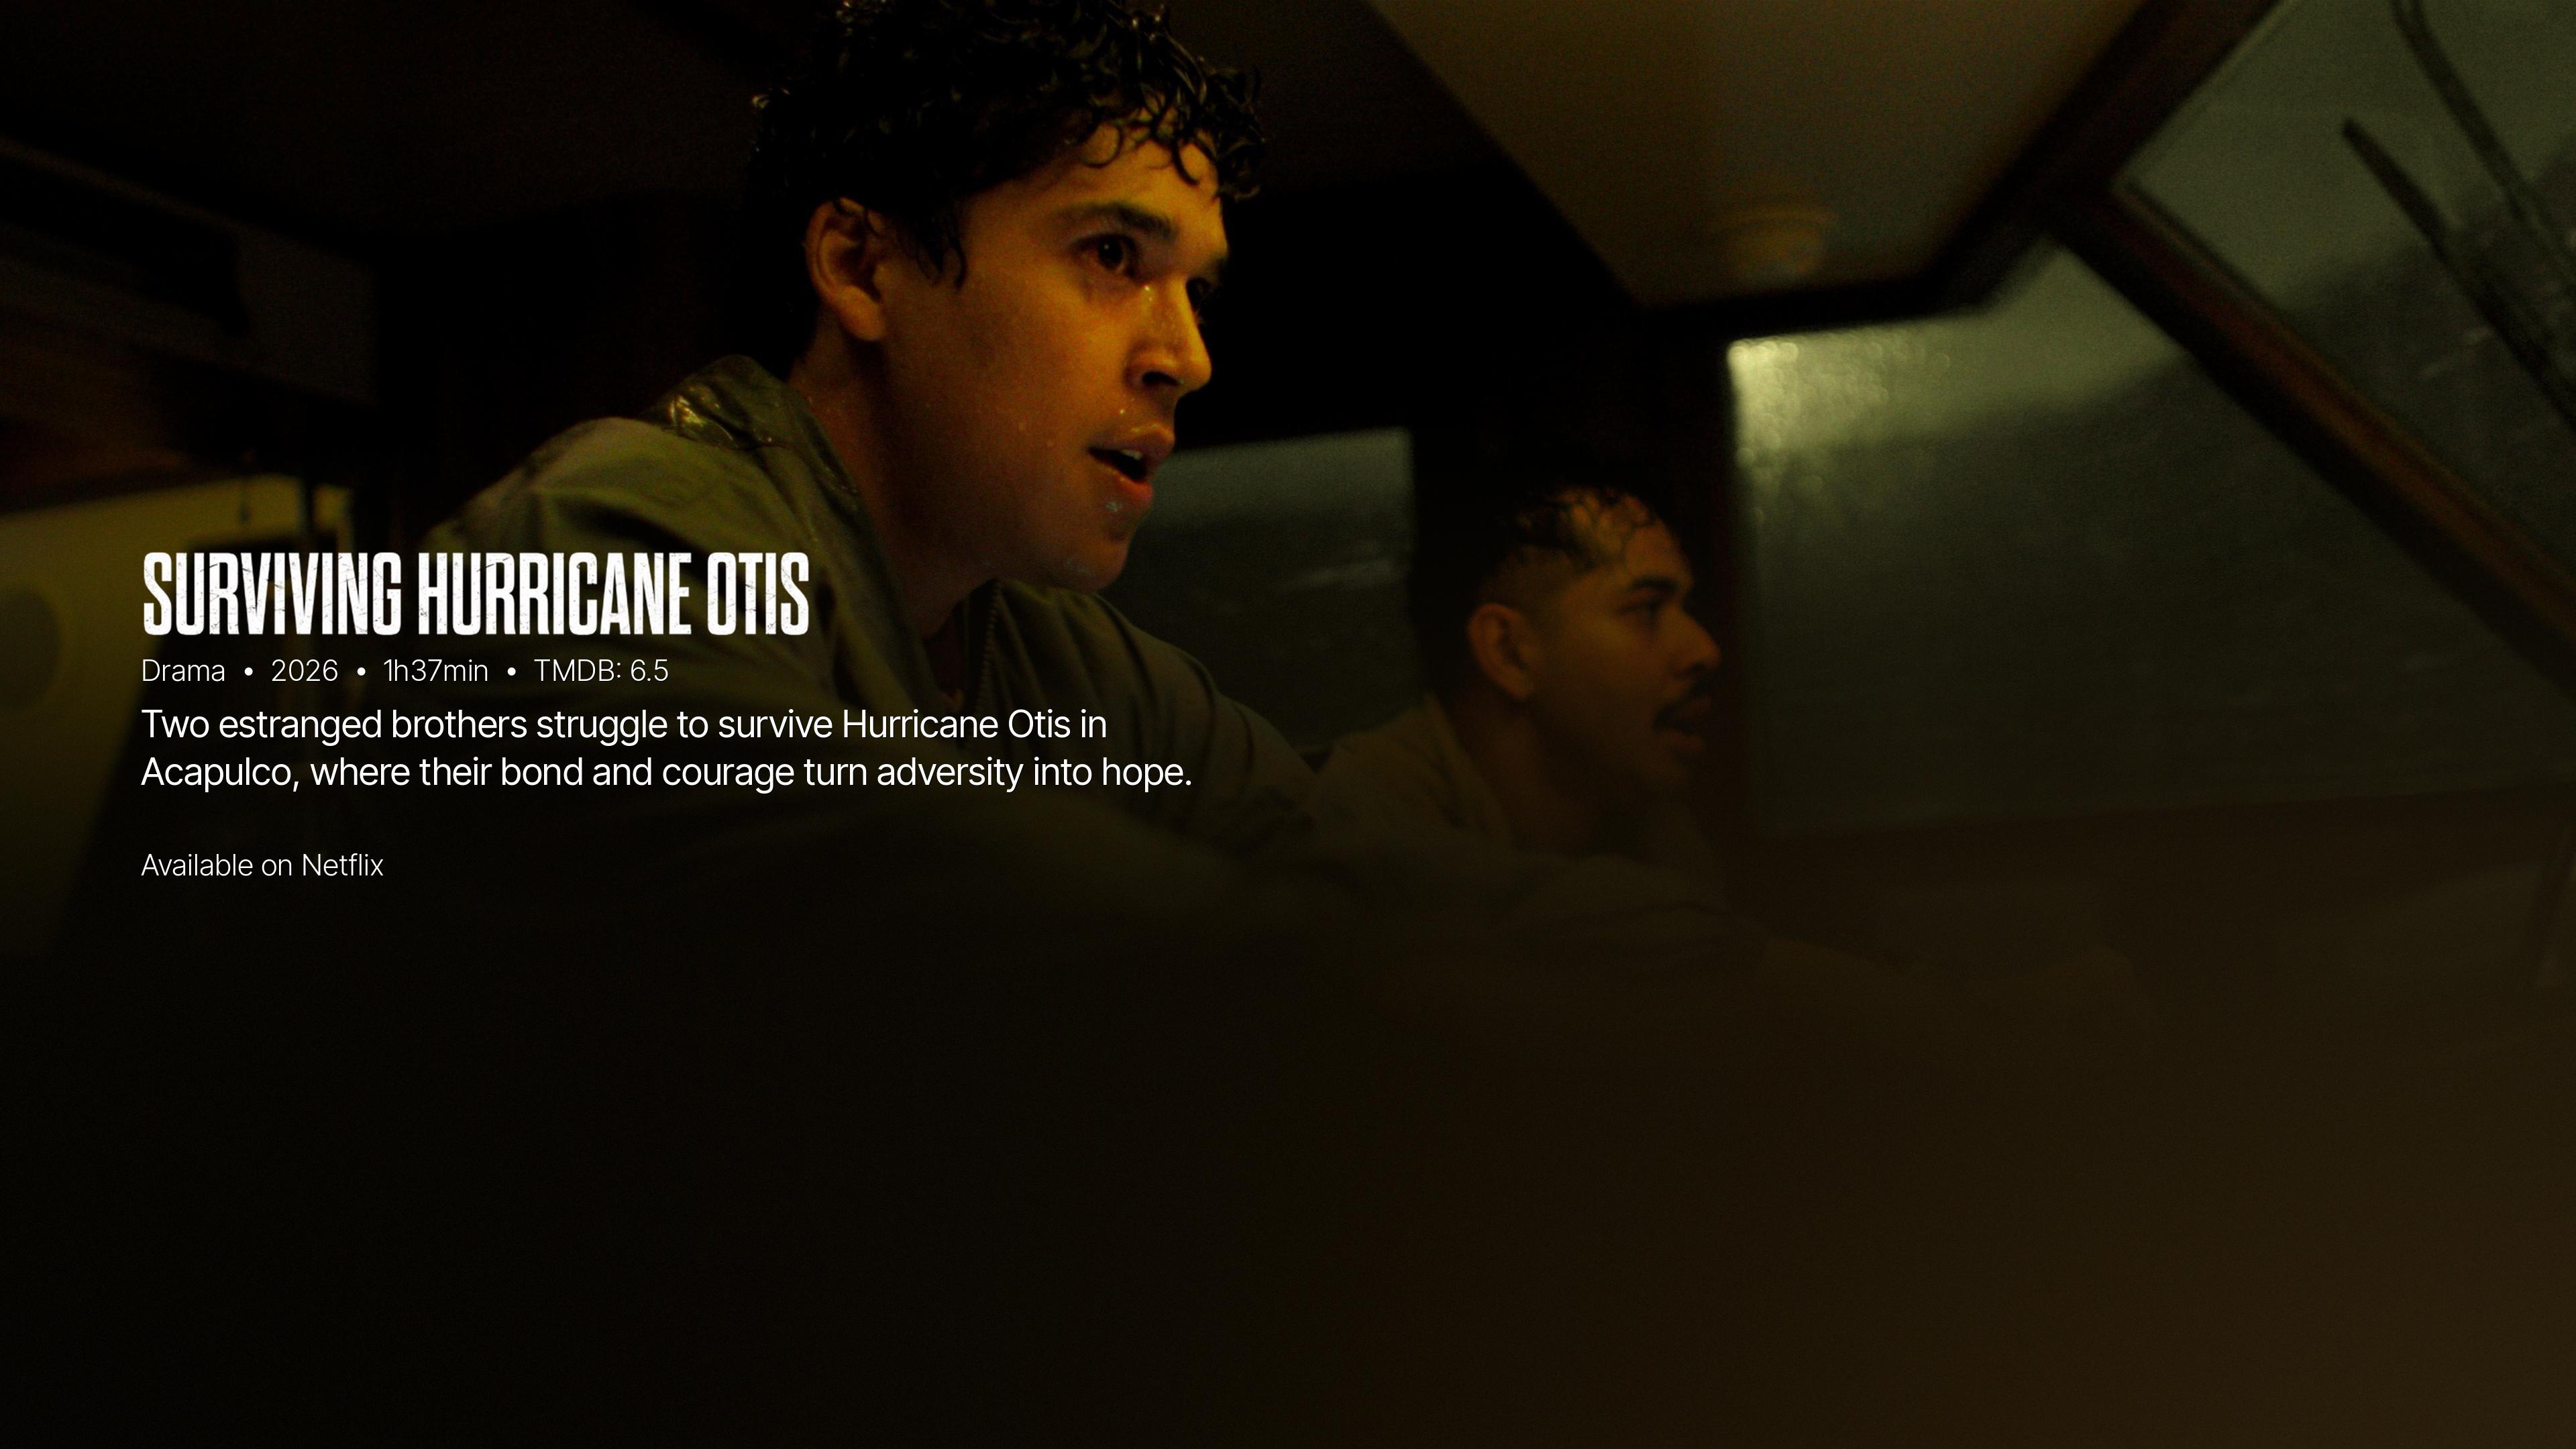 SURVIVING HURRICANE OTIS
Drama • 2026 • 1h37min • TMDB: 6.5
Two estranged brothers struggle to survive Hurricane Otis in
Acapulco, where their bond and courage turn adversity into hope.
Available on Netflix